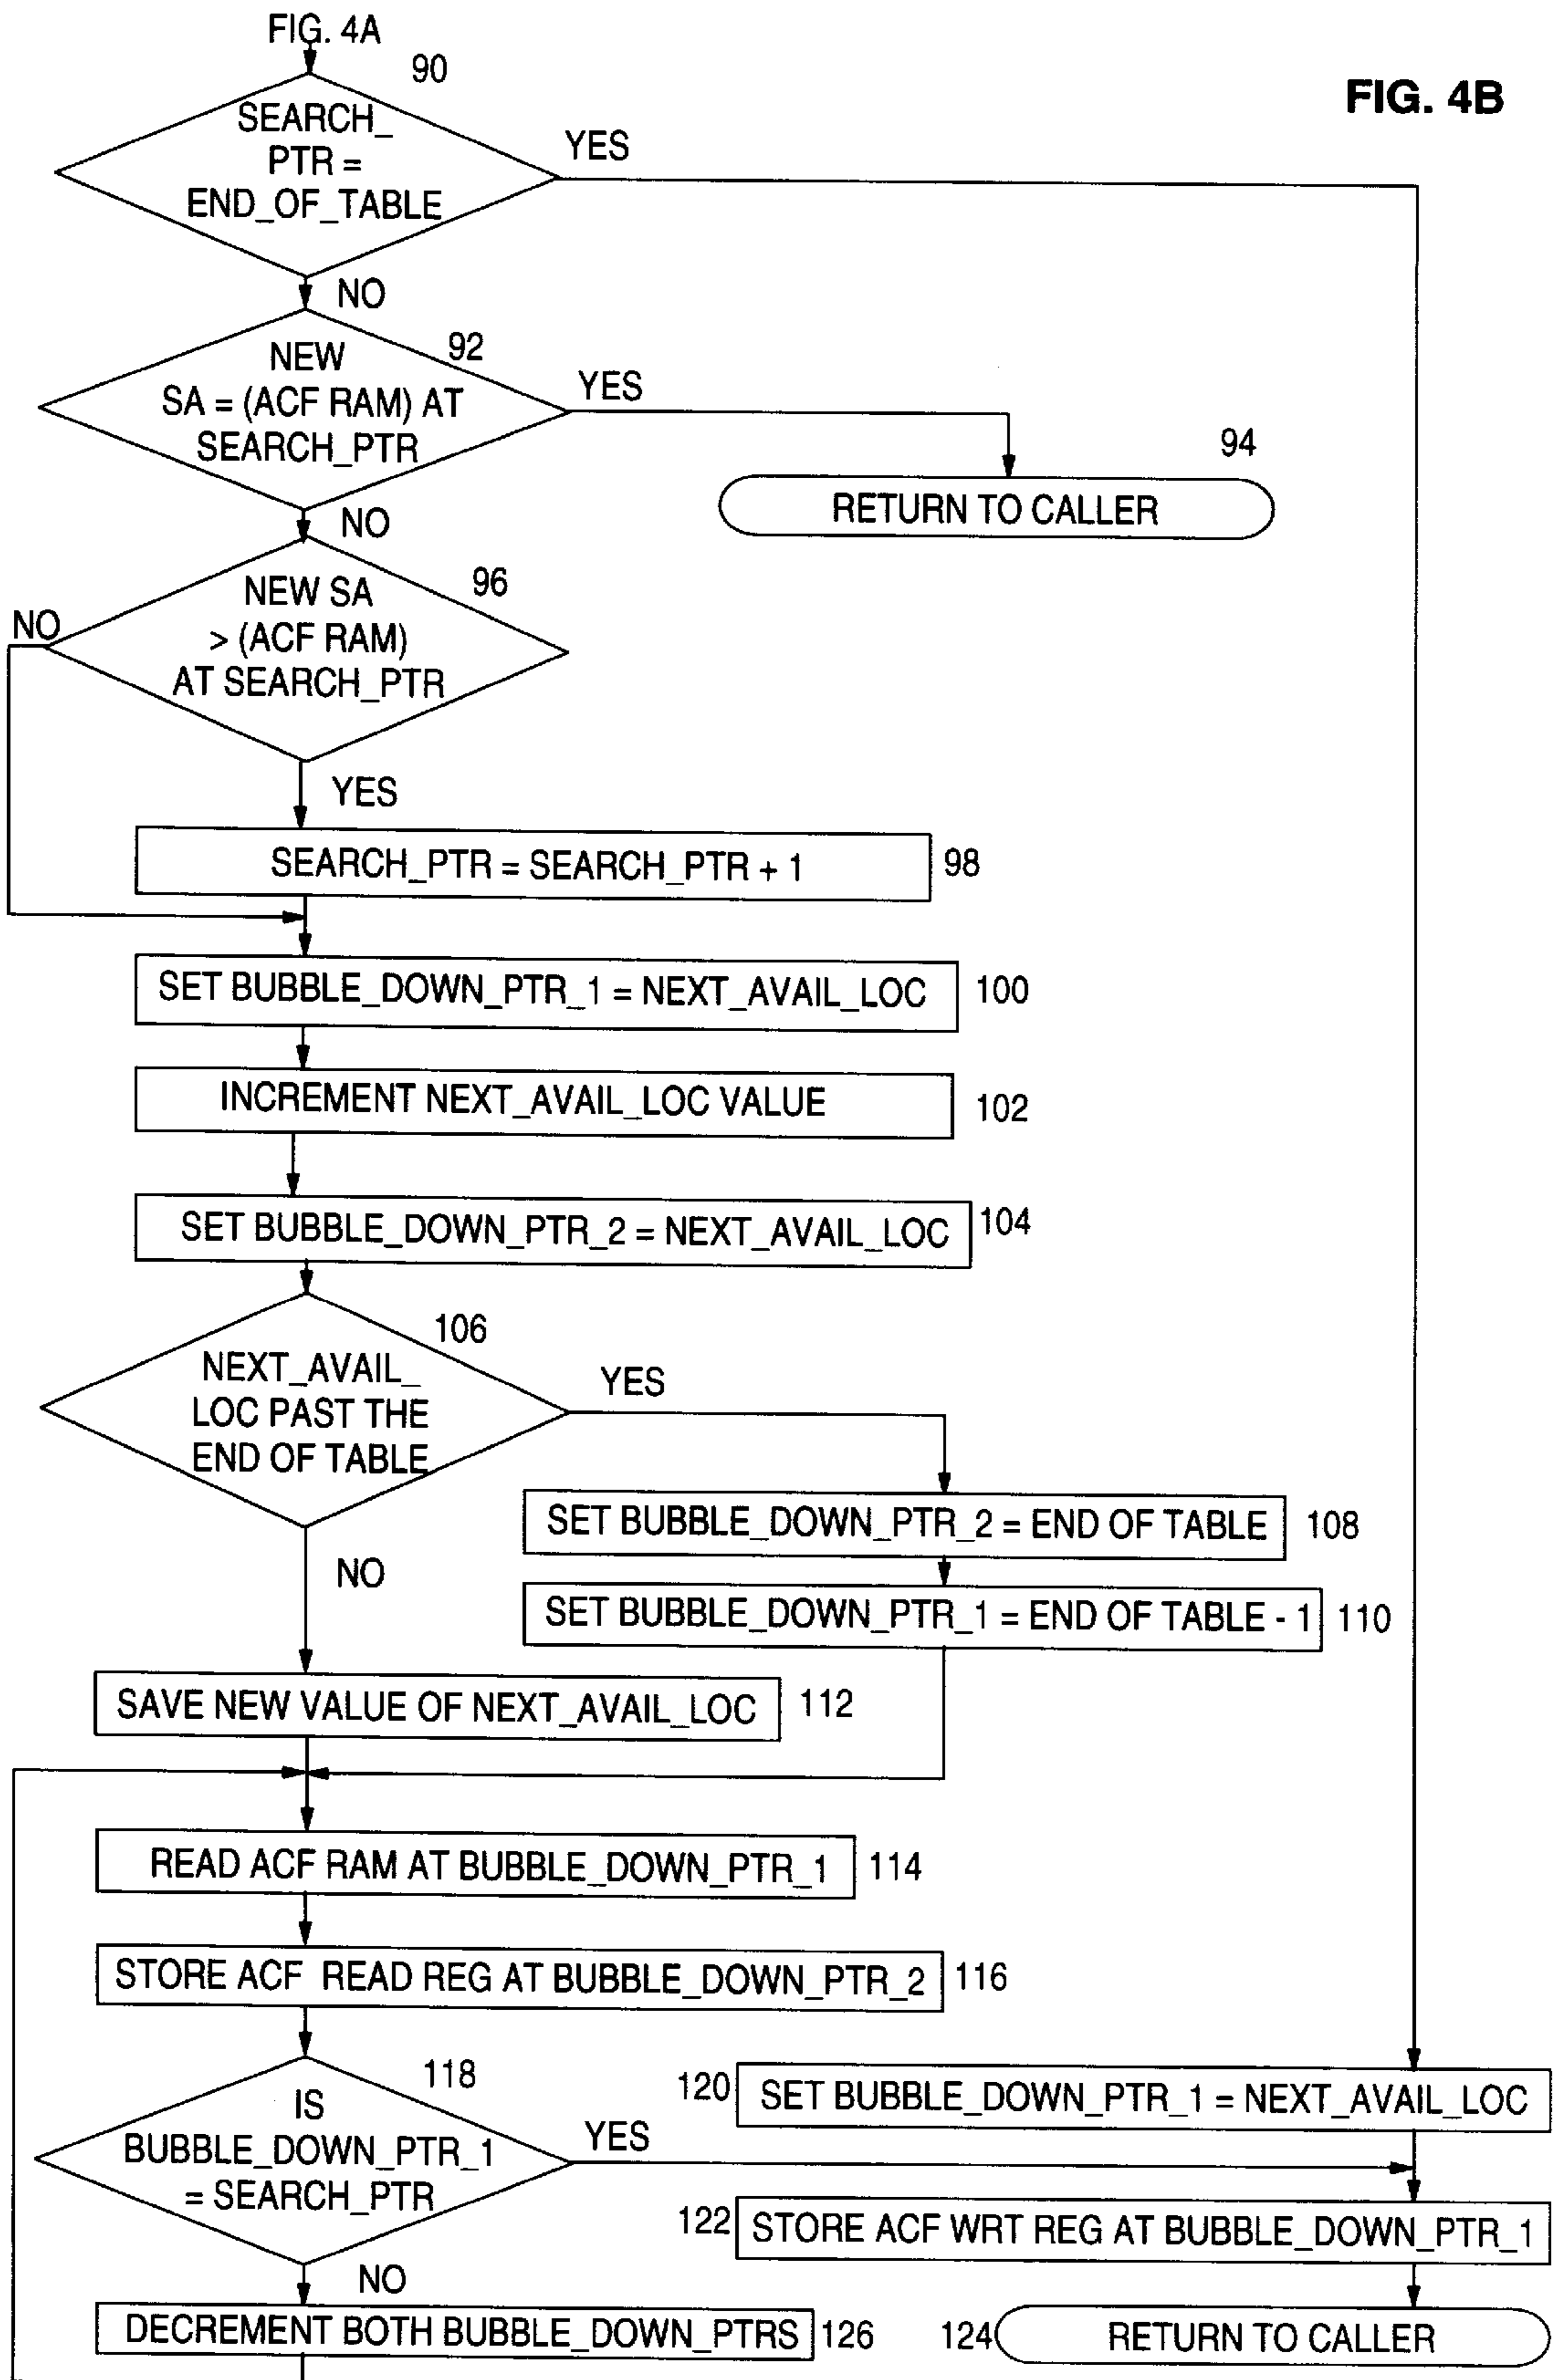 FIG. 4A
90
FIG. 4B
SEARCH_
PTR =
END_OF_TABLE
YES
NO
92
NEW
SA = (ACF RAM) AT
SEARCH_PTR
YES
94
RETURN TO CALLER
NO
96
NEW SA
> (ACF RAM)
AT SEARCH_PTR
NO
YES
SEARCH_PTR = SEARCH_PTR + 1
98
SET BUBBLE_DOWN_PTR_1 = NEXT_AVAIL_LOC
100
INCREMENT NEXT_AVAIL_LOC VALUE
102
SET BUBBLE_DOWN_PTR_2 = NEXT_AVAIL_LOC
104
106
NEXT_AVAIL_
LOC PAST THE
END OF TABLE
YES
SET BUBBLE_DOWN_PTR_2 = END OF TABLE
108
NO
SET BUBBLE_DOWN_PTR_1 = END OF TABLE - 1
110
SAVE NEW VALUE OF NEXT_AVAIL_LOC
112
READ ACF RAM AT BUBBLE_DOWN_PTR_1
114
STORE ACF READ REG AT BUBBLE_DOWN_PTR_2
116
118
IS
BUBBLE_DOWN_PTR_1
= SEARCH_PTR
YES
120
SET BUBBLE_DOWN_PTR_1 = NEXT_AVAIL_LOC
122
STORE ACF WRT REG AT BUBBLE_DOWN_PTR_1
NO
DECREMENT BOTH BUBBLE_DOWN_PTRS
126
124
RETURN TO CALLER